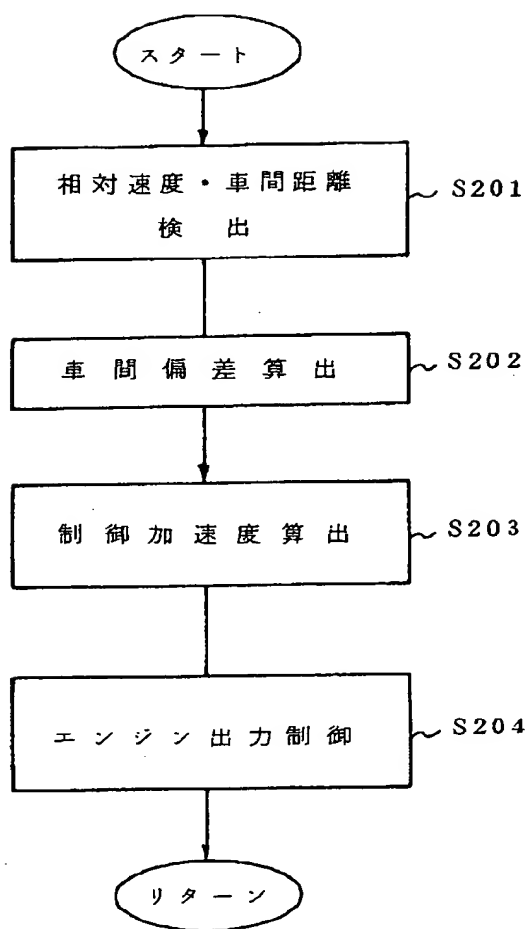 スタート
相対速度・車間距離
検出
S201
車間偏差算出
S202
制御加速度算出
S203
エンジン出力制御
S204
リターン